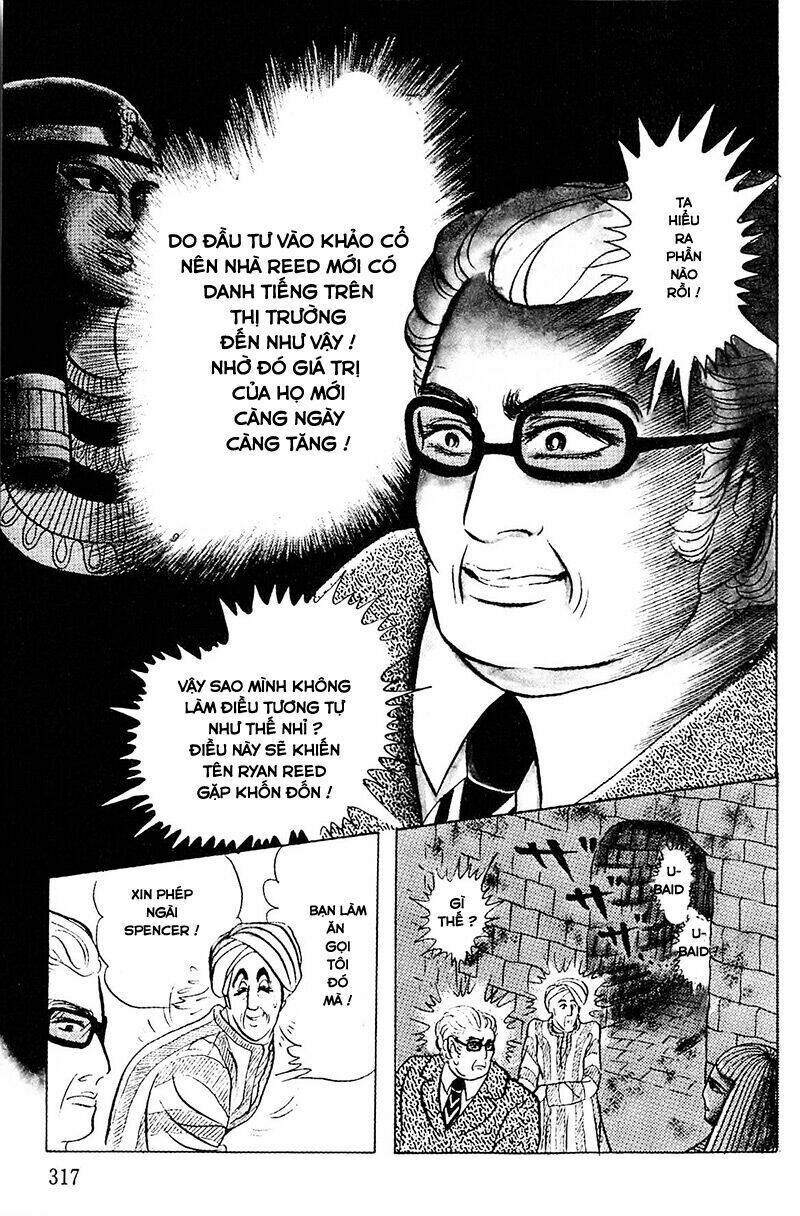 TA
HIỂU
RA
PHẦN
NÀO
RỒI !
DO ĐẦU TƯ VÀO KHẢO CỔ
NÊN NHÀ REED MỚI CÓ
DANH TIẾNG TRÊN
THỊ TRƯỜNG
ĐẾN NHƯ VẬY !
NHỜ ĐÓ GIÁ TRỊ
CỦA HỌ MỚI
CÀNG NGÀY
CÀNG TĂNG !
VẬY SAO MÌNH KHÔNG
LÀM ĐIỀU TƯƠNG TỰ
NHƯ THẾ NHỈ ?
ĐIỀU NÀY SẼ KHIẾN
TÊN RYAN REED
GẶP KHỐN ĐỐN !
U-
BAID
U-
BAID
ザザザ
GÌ
THẾ ?
BẠN LÀM
ĂN
GỌI
TÔI
ĐÓ
MÀ !
XIN PHÉP
NGÀI
SPENCER !
317